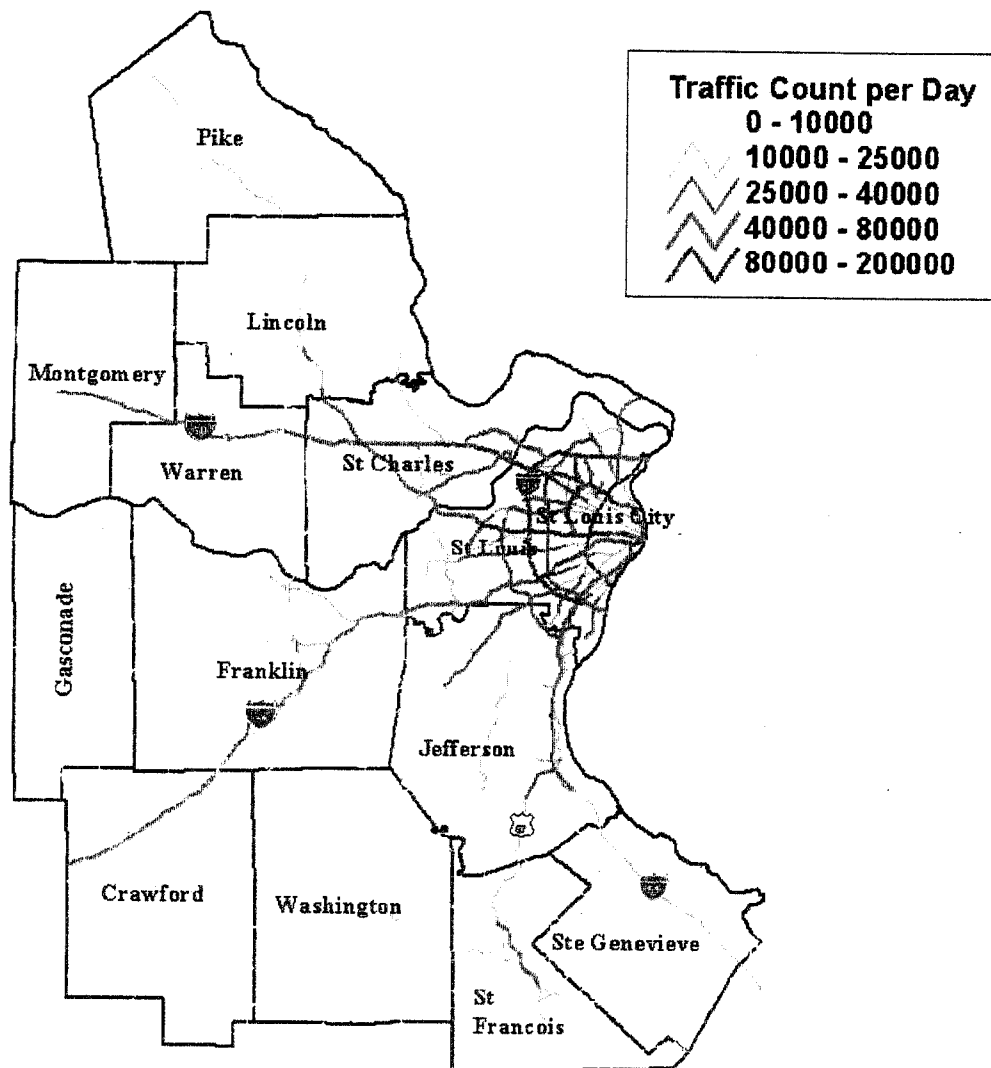 Traffic Count per Day
0 - 10000
10000 - 25000
25000 - 40000
40000 - 80000
80000 - 200000
Pike
Lincoln
Montgomery
Warren
St Charles
St Louis City
St Louis
Gasconade
Franklin
Jefferson
67
Crawford
Washington
Ste Genevieve
St
Francois